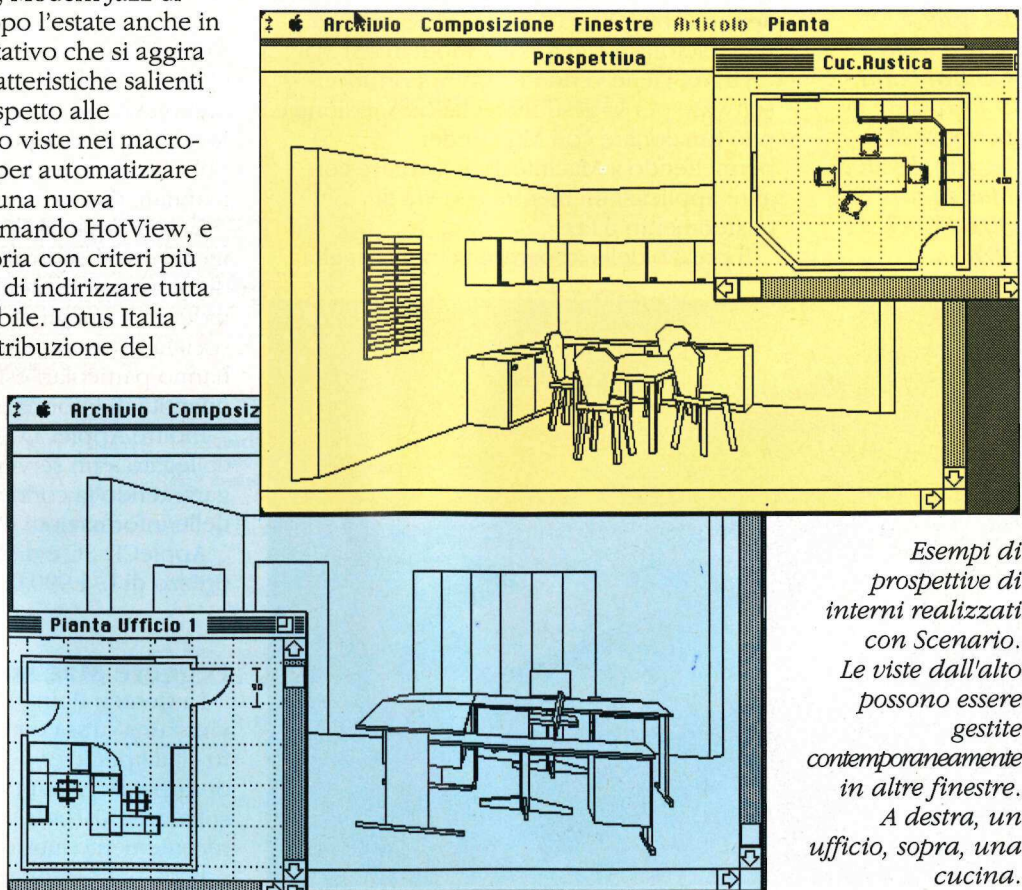 , Modern Jazz di
po l'estate anche in
tativo che si aggira
atteristiche salienti
spetto alle
o viste nei macro-
per automatizzare
una nuova
mando HotView, e
oria con criteri più
di indirizzare tutta
bile. Lotus Italia
tribuzione del
Archivio Composizione Finestre Articolo Pianta
Prospettiva
Cuc.Rustica
Archivio Composiz
Pianta Ufficio 1
Esempi di
prospettive di
interni realizzati
con Scenario.
Le viste dall'alto
possono essere
gestite
contemporaneamente
in altre finestre.
A destra, un
ufficio, sopra, una
cucina.